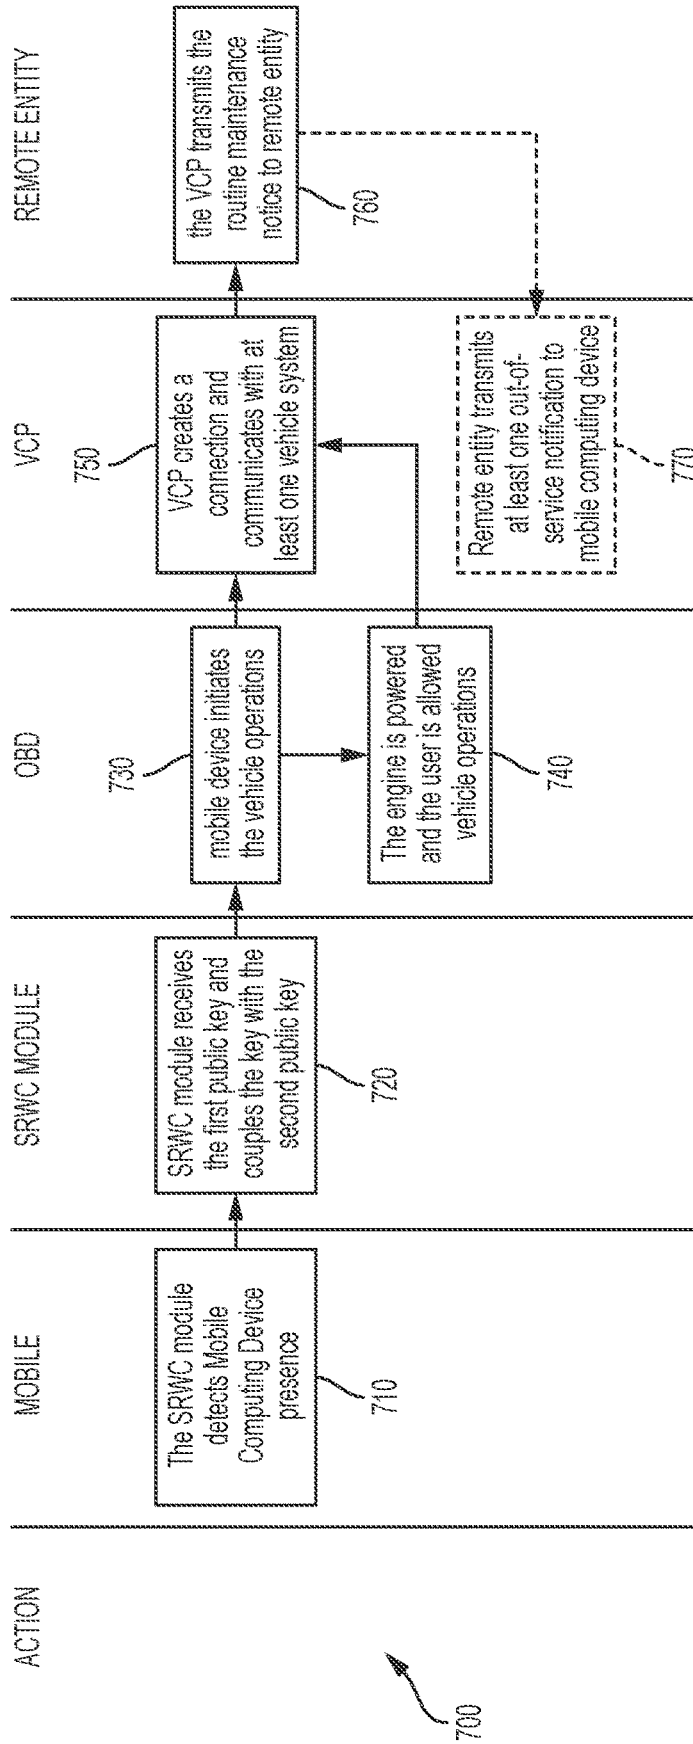 ACTION
MOBILE
SRWC MODULE
OBD
VCP
REMOTE ENTITY
700
The SRWC module
detects Mobile
Computing Device
presence
710
SRWC module receives
the first public key and
couples the key with the
second public key
720
730
mobile device initiates
the vehicle operations
The engine is powered
and the user is allowed
vehicle operations
740
750
VCP creates a
connection and
communicates with at
least one vehicle system
the VCP transmits the
routine maintenance
notice to remote entity
760
Remote entity transmits
at least one out-of-
service notification to
mobile computing device
770